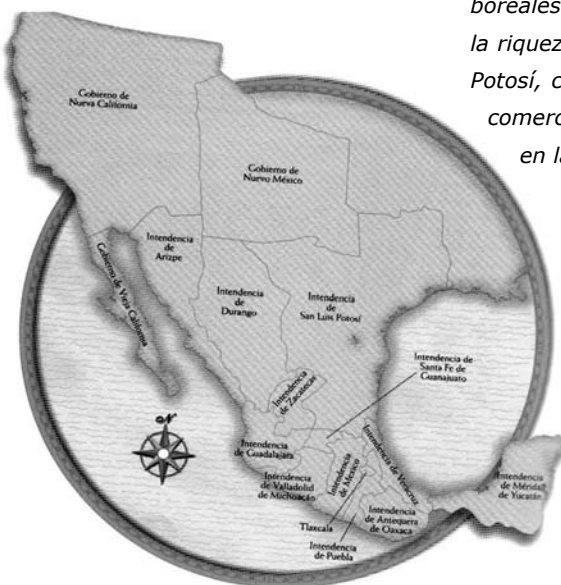 boreales
la riquez
Potosí, c
comerc
en la
Gobierno de
Nueva California
Gobierno de
Nuevo México
Intendencia
de
Arizpe
Gobierno de Vieja California
Intendencia
de
Durango
Intendencia
de
San Luis Potosí
Intendencia de
Santa Fe de
Guanajuato
Intendencia
de Zacatecas
Intendencia
de Guadalajara
Intendencia
de Valladolid
de Michoacán
Intendencia
de México
Intendencia de Veracruz
Intendencia
de Mérida
de Yucatán
Tlaxcala
Intendencia
de Antequera
de Oaxaca
Intendencia
de Puebla
N